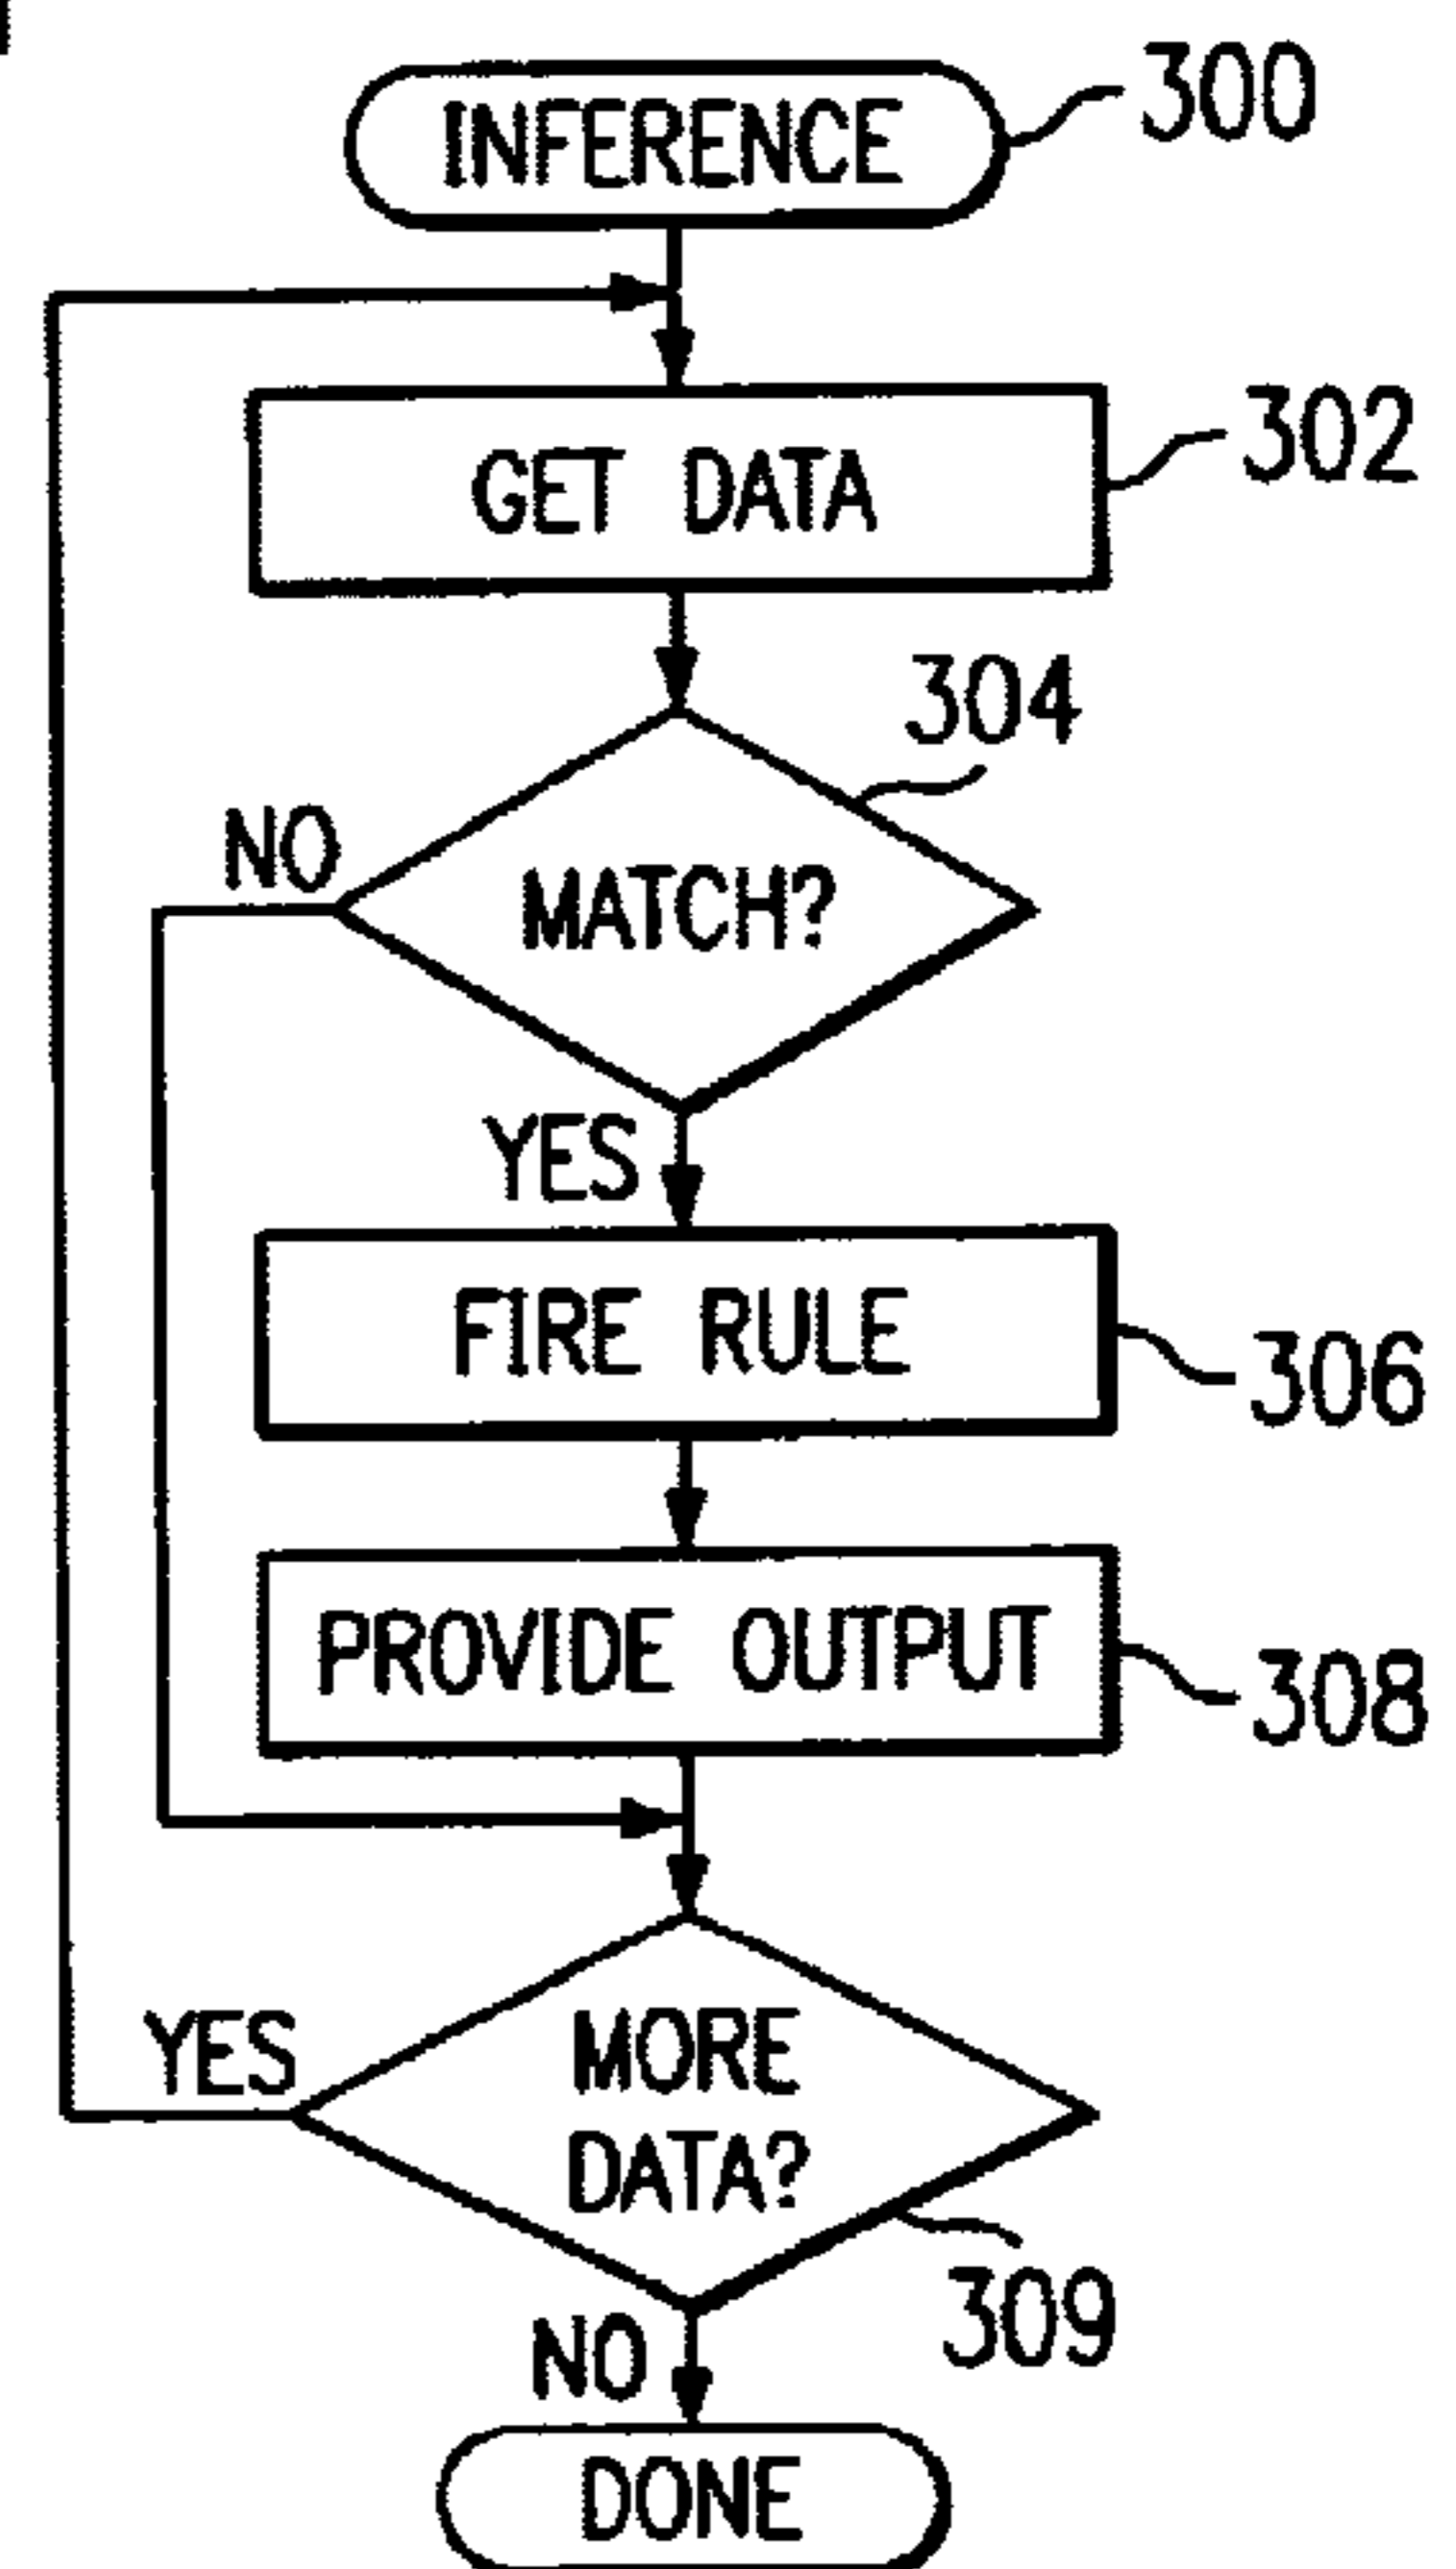 INFERENCE
300
GET DATA
302
304
NO
MATCH?
YES
FIRE RULE
306
PROVIDE OUTPUT
308
YES
MORE
DATA?
309
NO
DONE